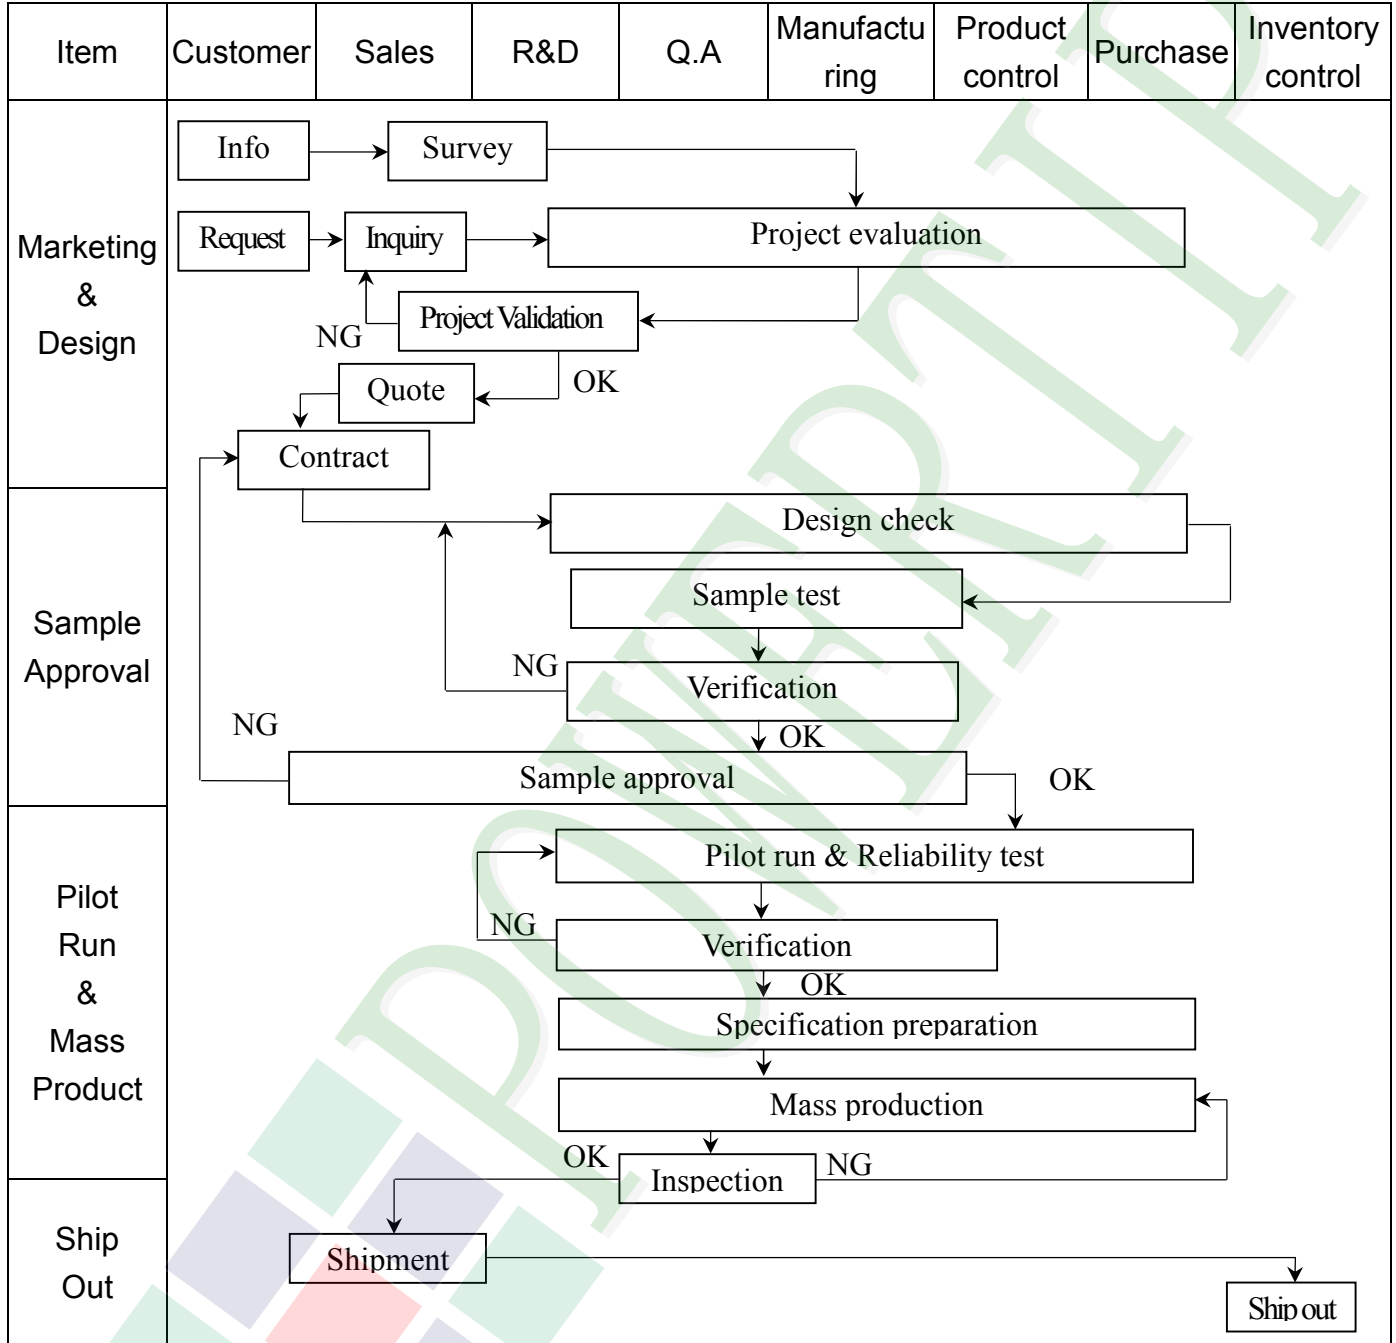 Item
Customer
Sales
R&D
Q.A
Manufactu
ring
Product
control
Purchase
Inventory
control
Marketing
&
Design
Info
Survey
Request
Inquiry
Project evaluation
Project Validation
NG
OK
Quote
Contract
Sample
Approval
Design check
Sample test
NG
Verification
OK
NG
Sample approval
OK
Pilot
Run
&
Mass
Product
Pilot run & Reliability test
NG
Verification
OK
Specification preparation
Mass production
OK
Inspection
NG
Ship
Out
Shipment
Ship out
POWERTIP